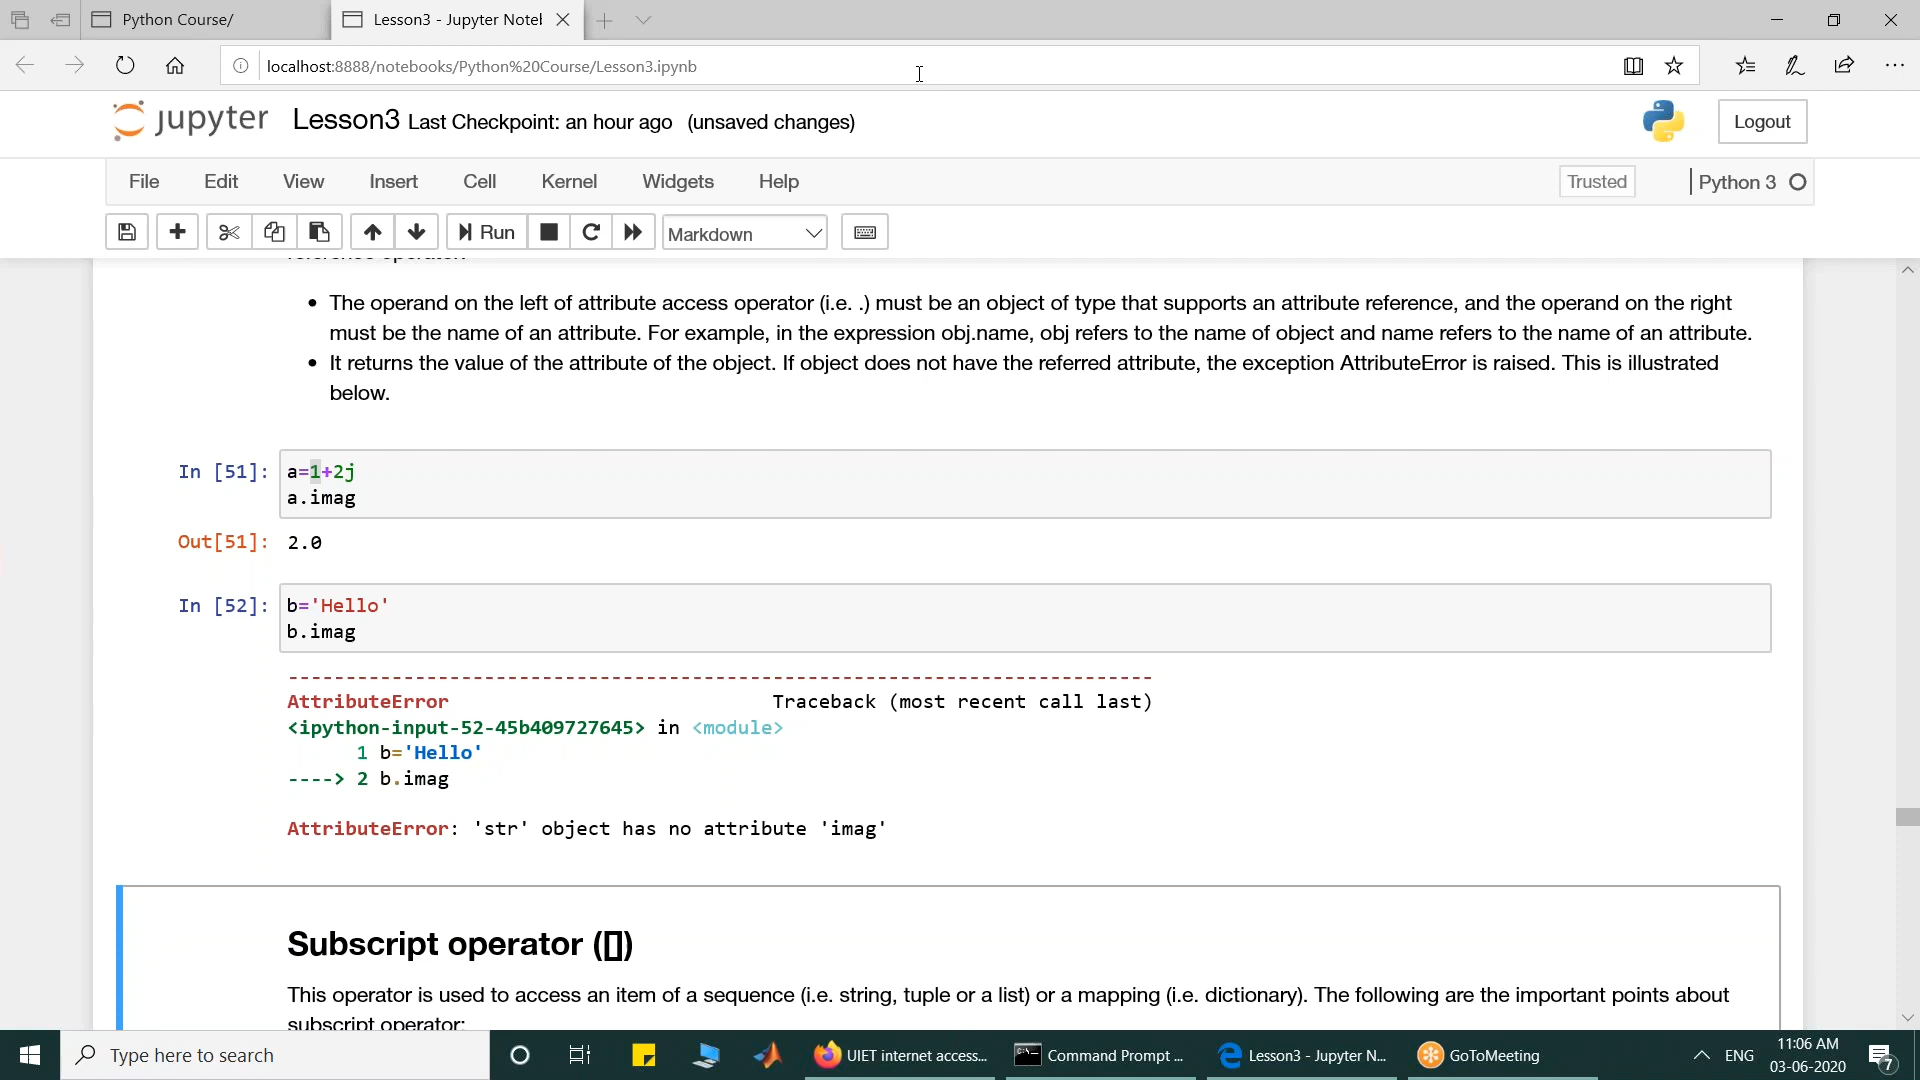 Python Course/
Lesson3 - Jupyter Notel
localhost:8888/notebooks/Python%20Course/Lesson3.ipynb
jupyter Lesson3 Last Checkpoint: an hour ago (unsaved changes)
Logout
File Edit View Insert Cell Kernel Widgets Help
Trusted
Python 3
Run
Markdown
reference operator.
• The operand on the left of attribute access operator (i.e. .) must be an object of type that supports an attribute reference, and the operand on the right
must be the name of an attribute. For example, in the expression obj.name, obj refers to the name of object and name refers to the name of an attribute.
• It returns the value of the attribute of the object. If object does not have the referred attribute, the exception AttributeError is raised. This is illustrated
below.
In [51]: a=1+2j
a.imag
Out[51]: 2.0
In [52]: b='Hello'
b.imag
---------------------------------------------------------------------------
AttributeError Traceback (most recent call last)
<ipython-input-52-45b409727645> in <module>
1 b='Hello'
----> 2 b.imag
AttributeError: 'str' object has no attribute 'imag'
Subscript operator ([])
This operator is used to access an item of a sequence (i.e. string, tuple or a list) or a mapping (i.e. dictionary). The following are the important points about
subscript operator:
Type here to search
UIET internet access...
Command Prompt ...
Lesson3 - Jupyter N...
GoToMeeting
ENG
11:06 AM
03-06-2020
7